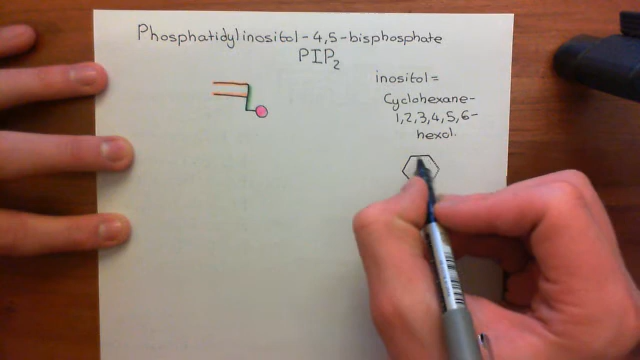 Phosphatidylinositol-4,5-bisphosphate
PIP2
inositol=
Cyclohexane-
1,2,3,4,5,6-
hexol.